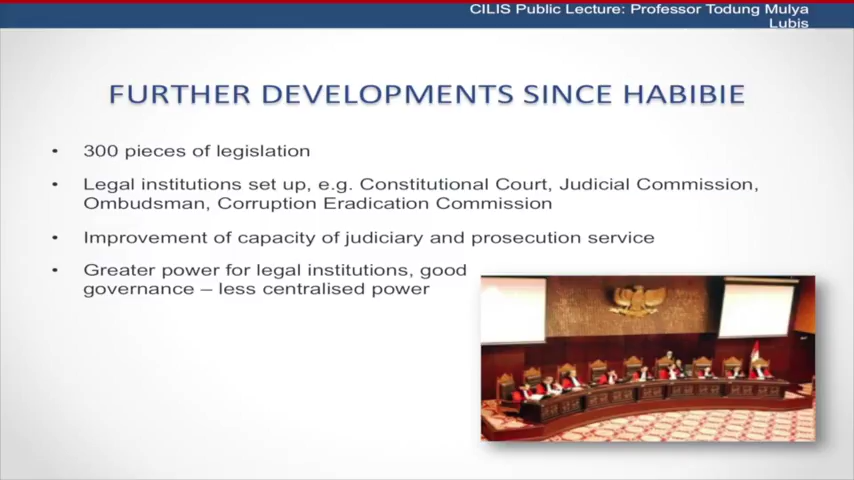 CILIS Public Lecture: Professor Todung Mulya
Lubis
FURTHER DEVELOPMENTS SINCE HABIBIE
• 300 pieces of legislation
• Legal institutions set up, e.g. Constitutional Court, Judicial Commission,
Ombudsman, Corruption Eradication Commission
• Improvement of capacity of judiciary and prosecution service
• Greater power for legal institutions, good
governance – less centralised power